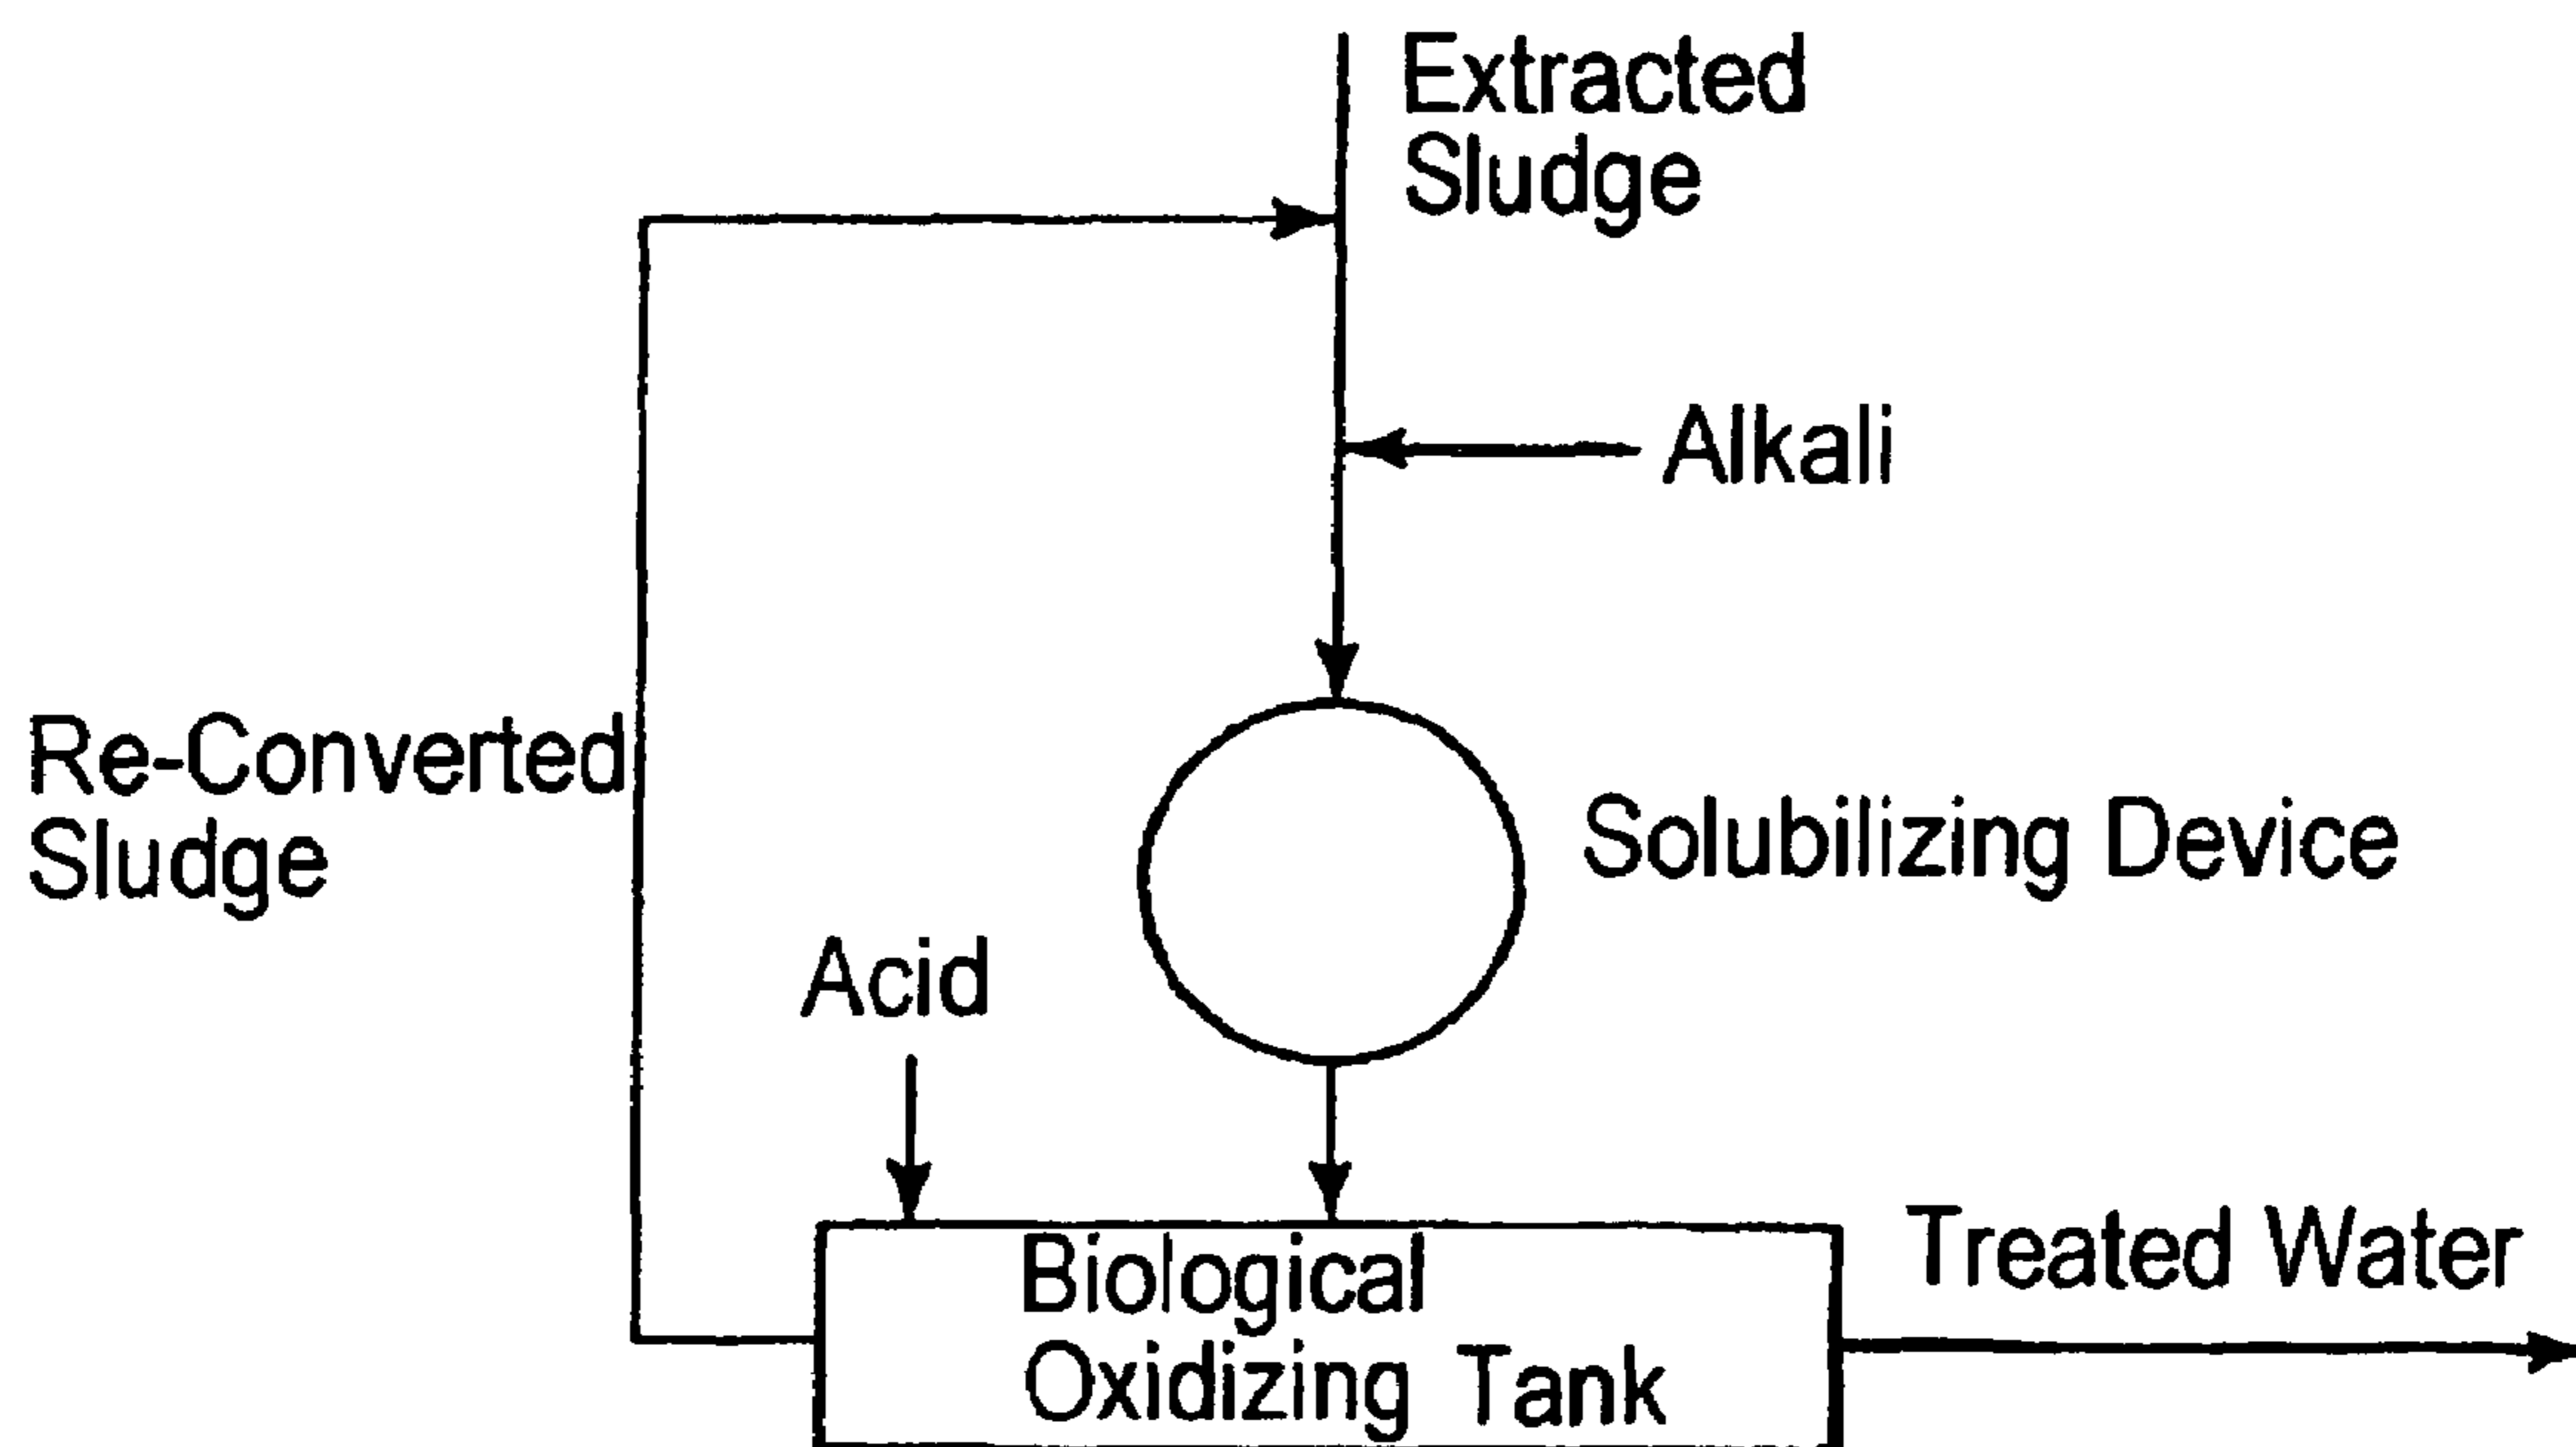 Extracted
Sludge
Alkali
Re-Converted
Sludge
Solubilizing Device
Acid
Biological
Oxidizing Tank
Treated Water